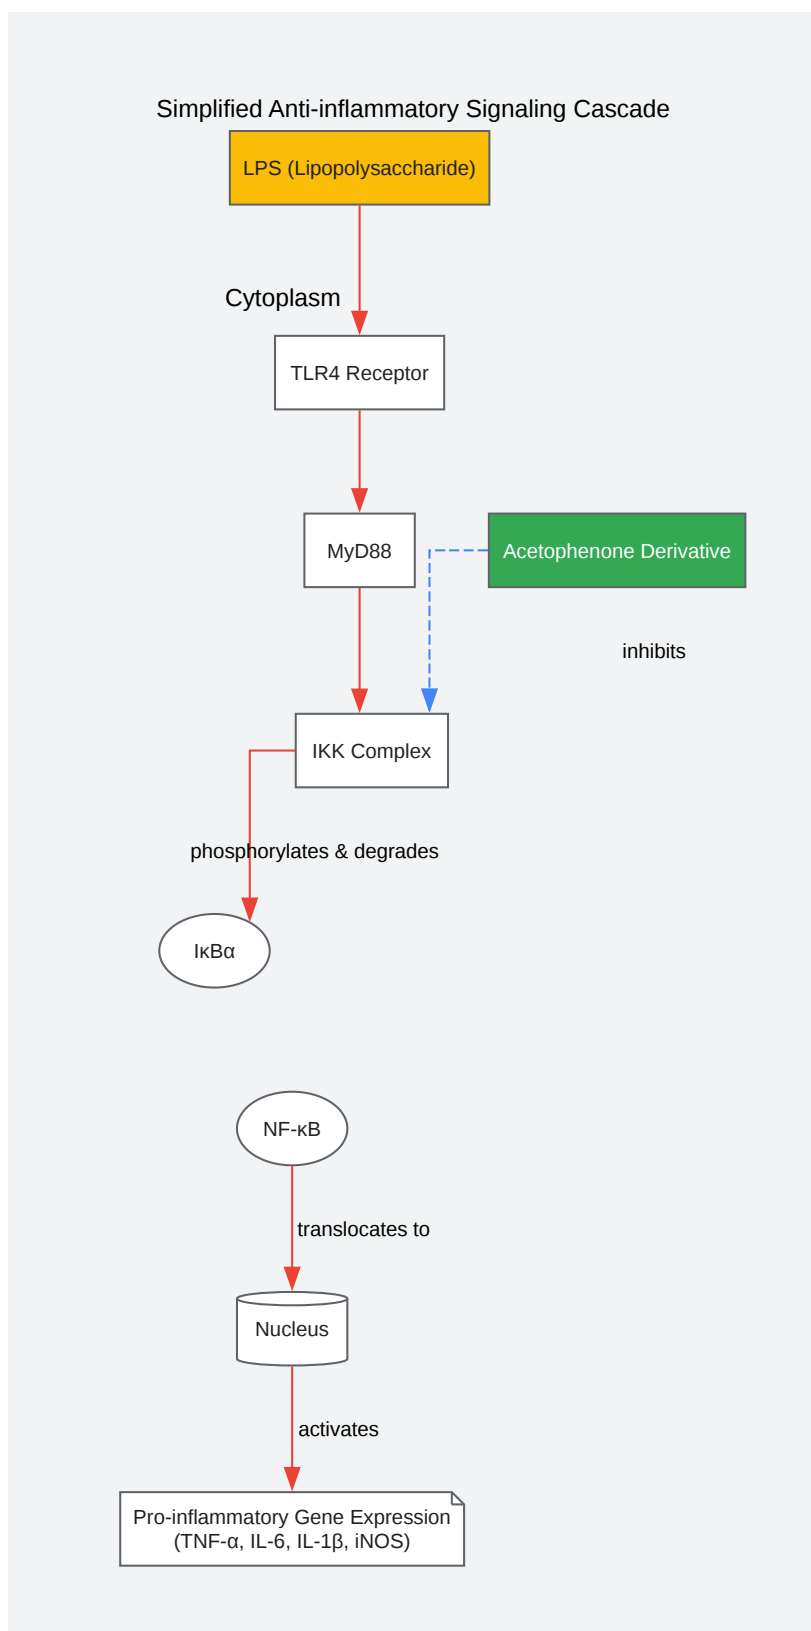 Simplified Anti-inflammatory Signaling Cascade
LPS (Lipopolysaccharide)
Cytoplasm
TLR4 Receptor
MyD88
Acetophenone Derivative
inhibits
IKK Complex
phosphorylates & degrades
IκBα
NF-κB
translocates to
Nucleus
activates
Pro-inflammatory Gene Expression
(TNF-α, IL-6, IL-1β, iNOS)